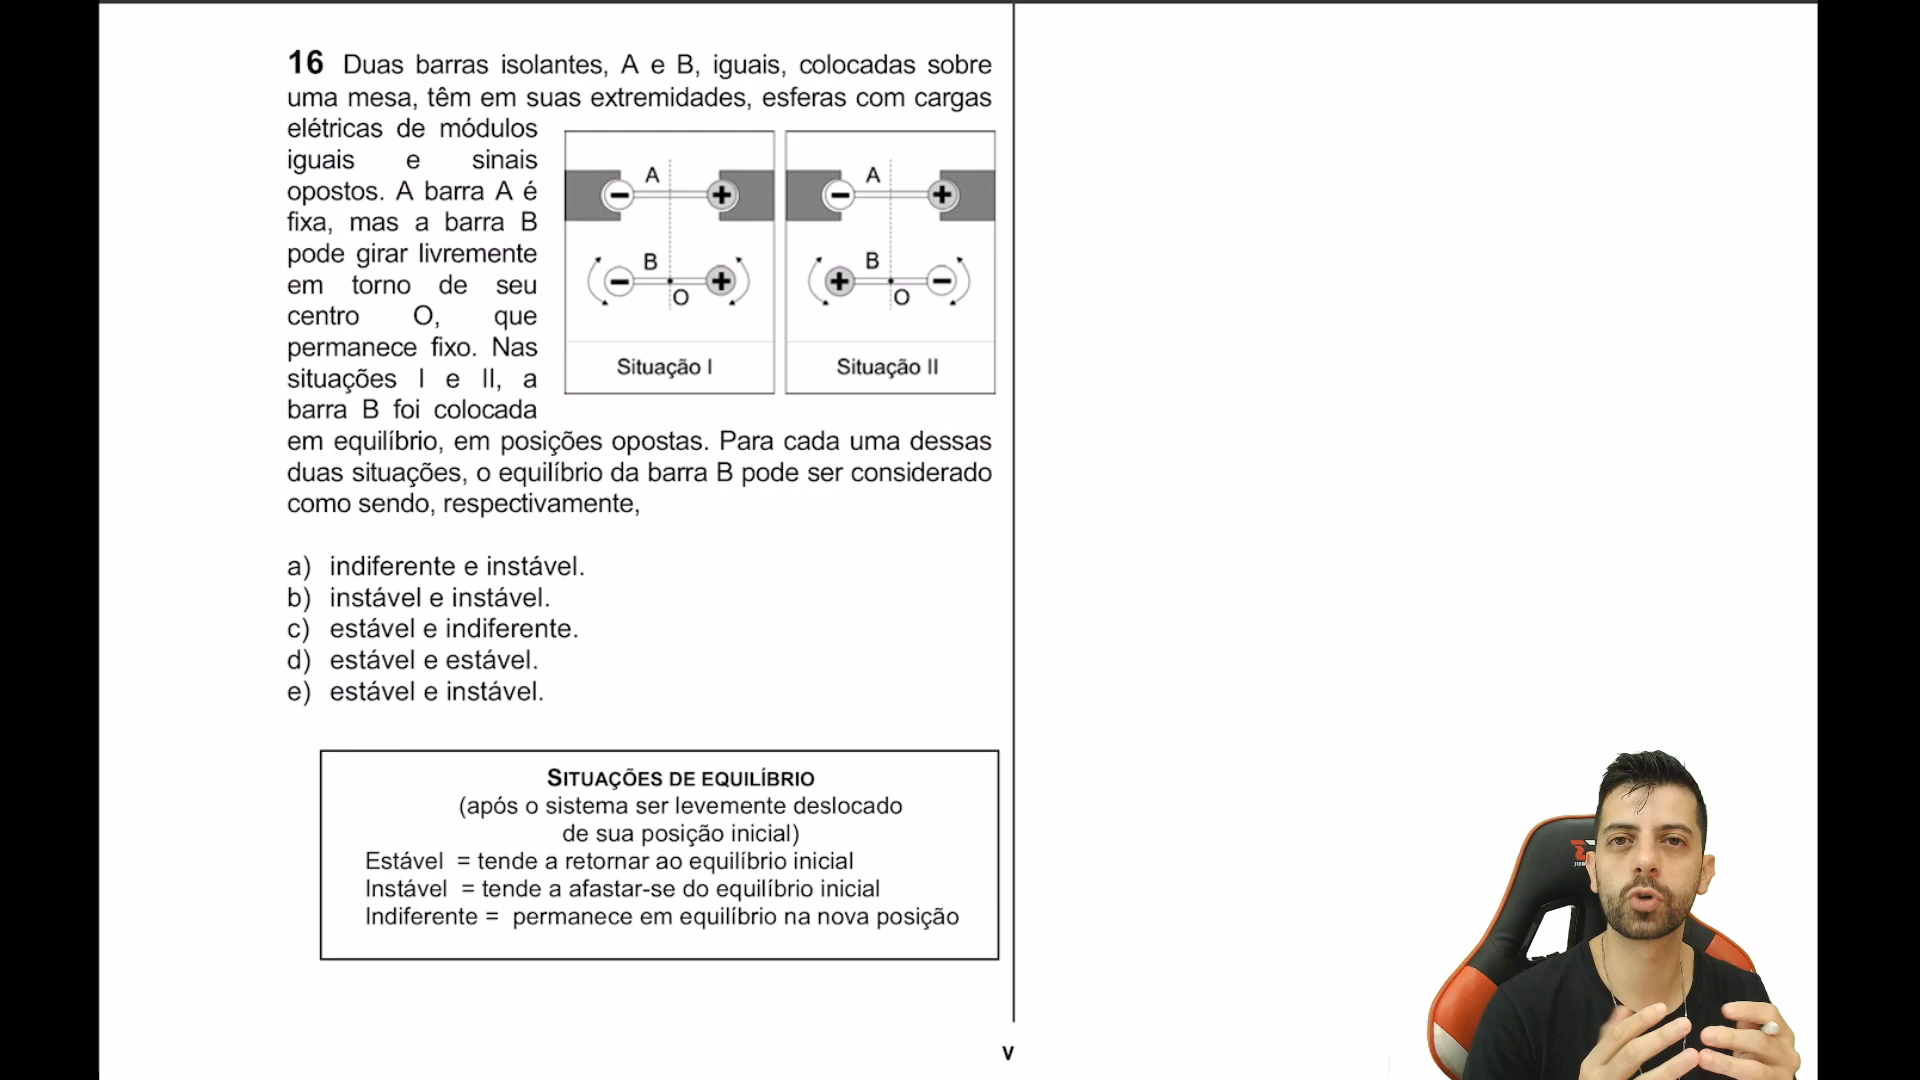 16 Duas barras isolantes, A e B, iguais, colocadas sobre
uma mesa, têm em suas extremidades, esferas com cargas
elétricas de módulos
iguais e sinais
opostos. A barra A é
fixa, mas a barra B
pode girar livremente
em torno de seu
centro O, que
permanece fixo. Nas
situações I e II, a
barra B foi colocada
em equilíbrio, em posições opostas. Para cada uma dessas
duas situações, o equilíbrio da barra B pode ser considerado
como sendo, respectivamente,
A
− +
B
− +
O
Situação I
A
− +
B
+ −
O
Situação II
a) indiferente e instável.
b) instável e instável.
c) estável e indiferente.
d) estável e estável.
e) estável e instável.
SITUAÇÕES DE EQUILÍBRIO
(após o sistema ser levemente deslocado
de sua posição inicial)
Estável = tende a retornar ao equilíbrio inicial
Instável = tende a afastar-se do equilíbrio inicial
Indiferente = permanece em equilíbrio na nova posição
V